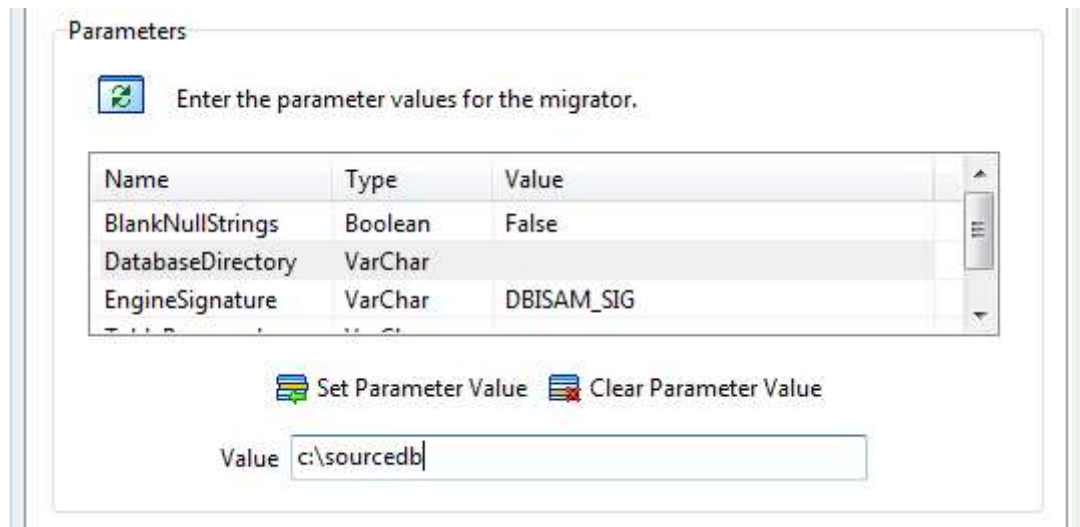 Parameters
Enter the parameter values for the migrator.
Name Type Value
BlankNullStrings Boolean False
DatabaseDirectory VarChar
EngineSignature VarChar DBISAM_SIG
Set Parameter Value Clear Parameter Value
Value c:\sourcedb